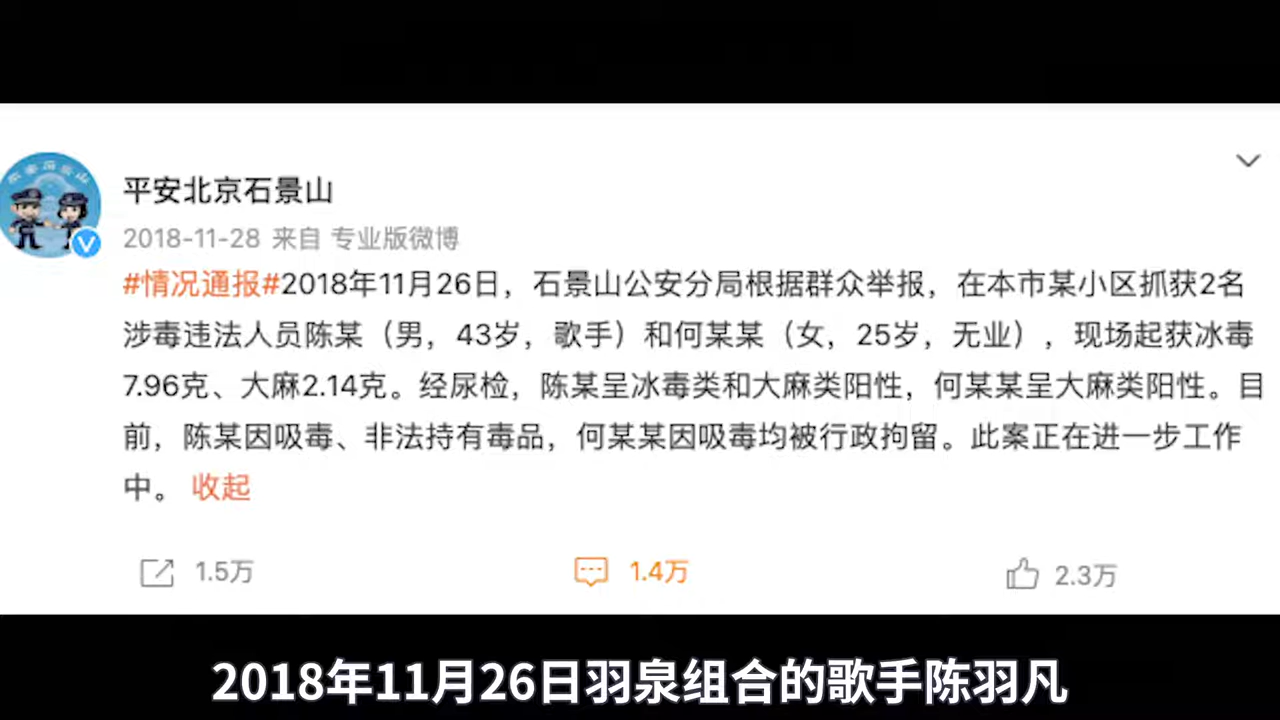 平安北京石景山
2018-11-28 来自 专业版微博
#情况通报#2018年11月26日，石景山公安分局根据群众举报，在本市某小区抓获2名
涉毒违法人员陈某（男，43岁，歌手）和何某某（女，25岁，无业），现场起获冰毒
7.96克、大麻2.14克。经尿检，陈某呈冰毒类和大麻类阳性，何某某呈大麻类阳性。目
前，陈某因吸毒、非法持有毒品，何某某因吸毒均被行政拘留。此案正在进一步工作
中。 收起
1.5万 1.4万 2.3万
2018年11月26日羽泉组合的歌手陈羽凡